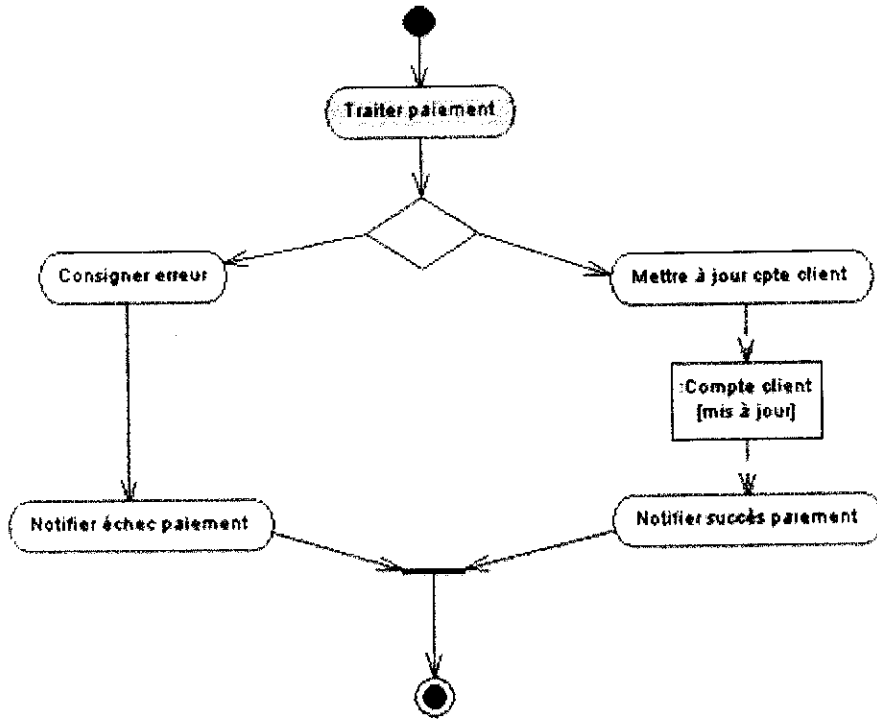 Traiter paiement
Consigner erreur
Mettre à jour cpte client
:Compte client
[mis à jour]
Notifier échec paiement
Notifier succès paiement